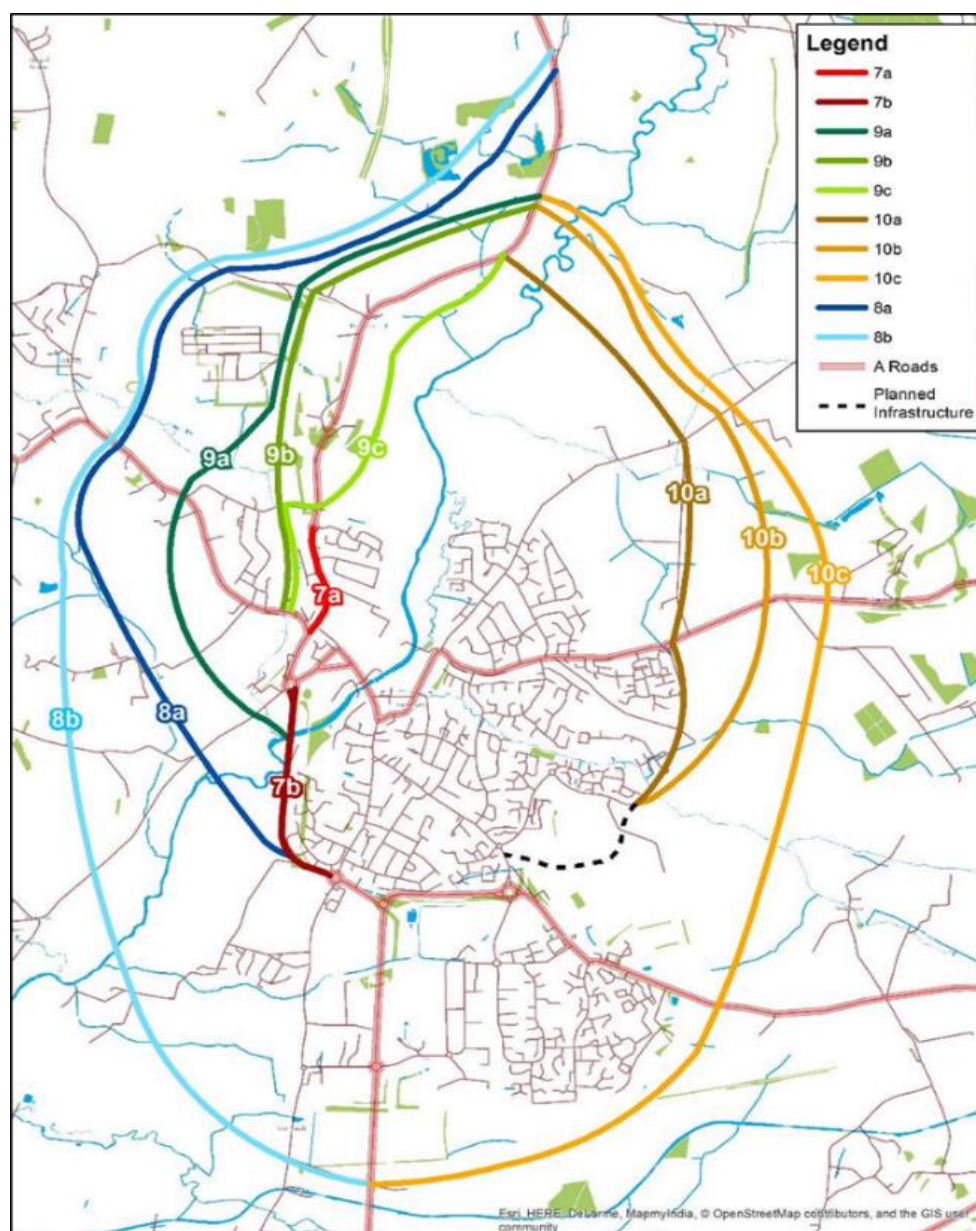 Legend
7a
7b
9a
9b
9c
10a
10b
10c
8a
8b
A Roads
Planned
Infrastructure
9a
9b
9c
10a
10b
10c
7a
8b
8a
7b
Esri, HERE, DeLorme, MapmyIndia, © OpenStreetMap contributors, and the GIS user
community